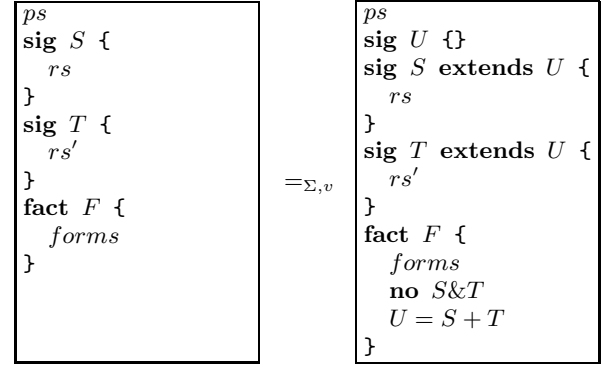 ps
sig S {
rs
}
sig T {
rs′
}
fact F {
forms
}
=Σ,v
ps
sig U {}
sig S extends U {
rs
}
sig T extends U {
rs′
}
fact F {
forms
no S&T
U = S + T
}